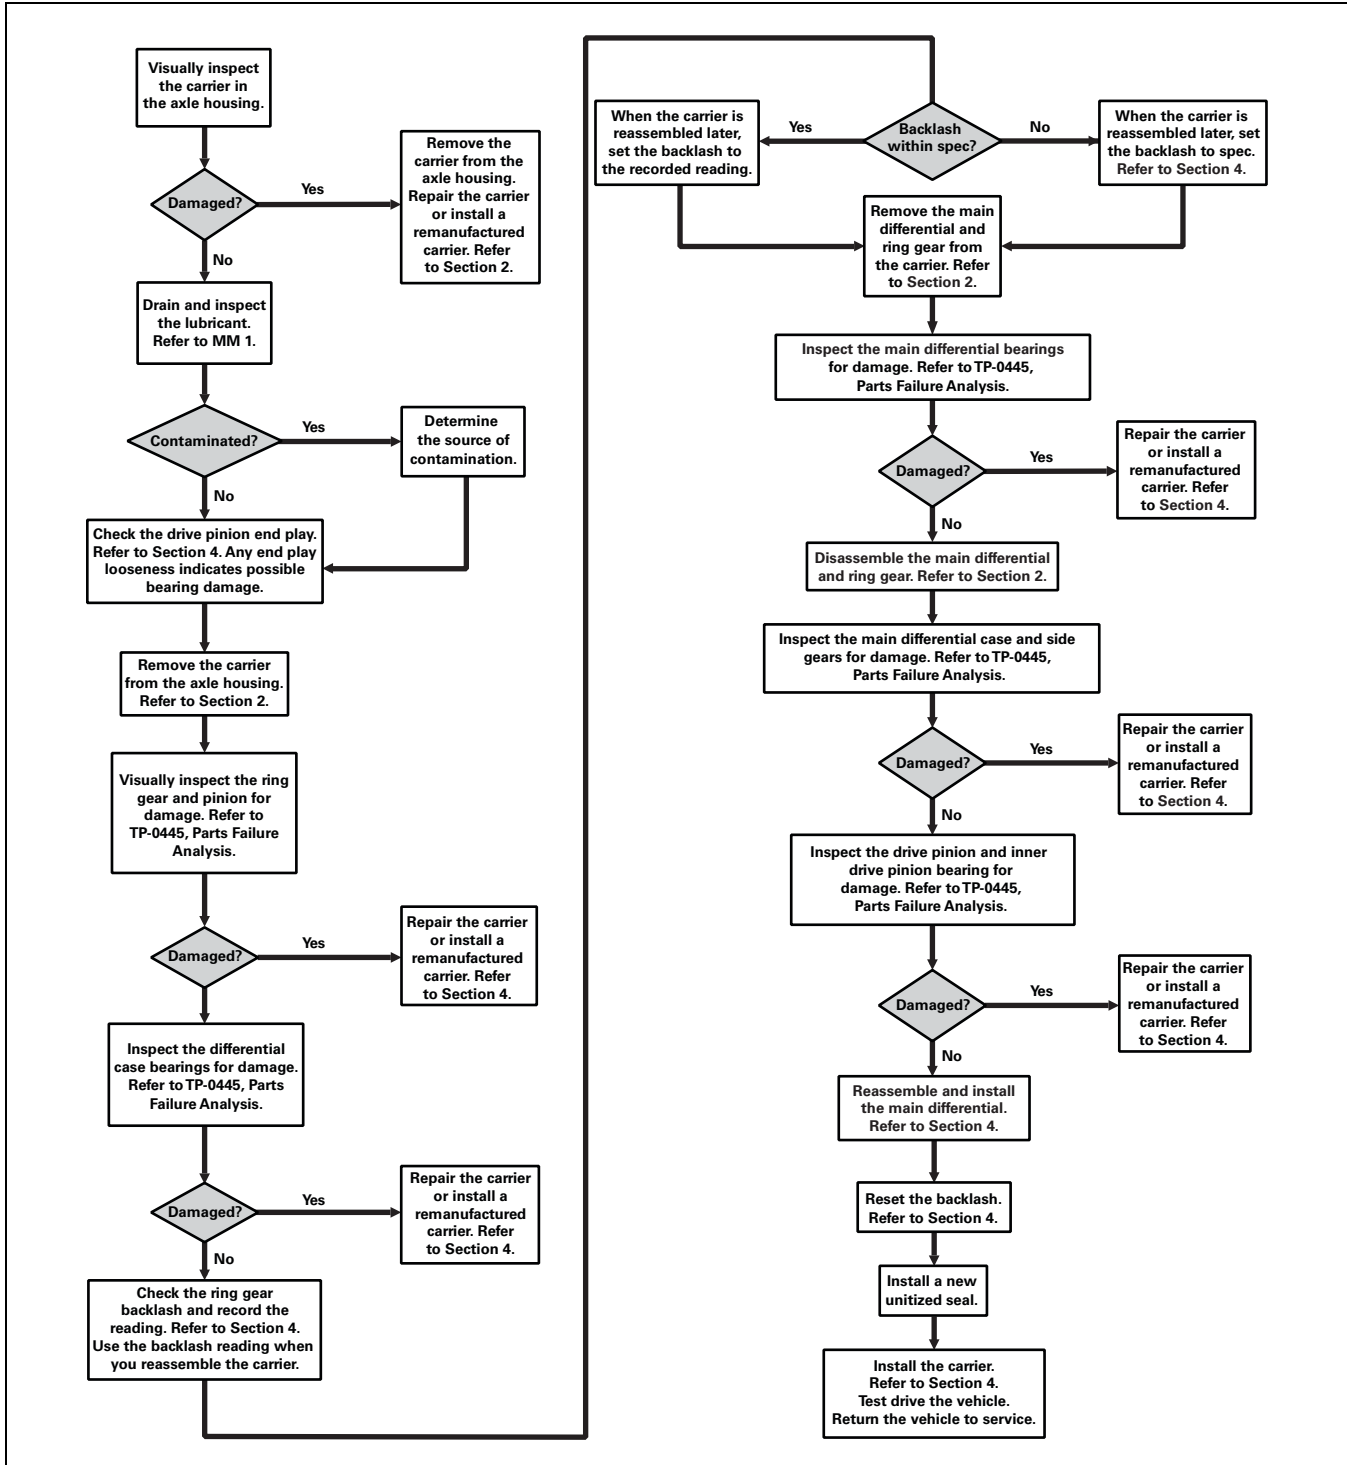 Visually inspect
the carrier in
the axle housing.
Damaged?
Yes
Remove the
carrier from the
axle housing.
Repair the carrier
or install a
remanufactured
carrier. Refer
to Section 2.
No
Drain and inspect
the lubricant.
Refer to MM 1.
Contaminated?
Yes
Determine
the source of
contamination.
No
Check the drive pinion end play.
Refer to Section 4. Any end play
looseness indicates possible
bearing damage.
Remove the carrier
from the axle housing.
Refer to Section 2.
Visually inspect the ring
gear and pinion for
damage. Refer to
TP-0445, Parts Failure
Analysis.
Damaged?
Yes
Repair the carrier
or install a
remanufactured
carrier. Refer
to Section 4.
Inspect the differential
case bearings for damage.
Refer to TP-0445, Parts
Failure Analysis.
Damaged?
Yes
Repair the carrier
or install a
remanufactured
carrier. Refer
to Section 4.
No
Check the ring gear
backlash and record the
reading. Refer to Section 4.
Use the backlash reading when
you reassemble the carrier.
Backlash
within spec?
Yes
When the carrier is
reassembled later,
set the backlash to
the recorded reading.
No
When the carrier is
reassembled later, set
the backlash to spec.
Refer to Section 4.
Remove the main
differential and
ring gear from
the carrier. Refer
to Section 2.
Inspect the main differential bearings
for damage. Refer to TP-0445,
Parts Failure Analysis.
Damaged?
Yes
Repair the carrier
or install a
remanufactured
carrier. Refer
to Section 4.
No
Disassemble the main differential
and ring gear. Refer to Section 2.
Inspect the main differential case and side
gears for damage. Refer to TP-0445,
Parts Failure Analysis.
Damaged?
Yes
Repair the carrier
or install a
remanufactured
carrier. Refer
to Section 4.
No
Inspect the drive pinion and inner
drive pinion bearing for
damage. Refer to TP-0445,
Parts Failure Analysis.
Damaged?
Yes
Repair the carrier
or install a
remanufactured
carrier. Refer
to Section 4.
No
Reassemble and install
the main differential.
Refer to Section 4.
Reset the backlash.
Refer to Section 4.
Install a new
unitized seal.
Install the carrier.
Refer to Section 4.
Test drive the vehicle.
Return the vehicle to service.